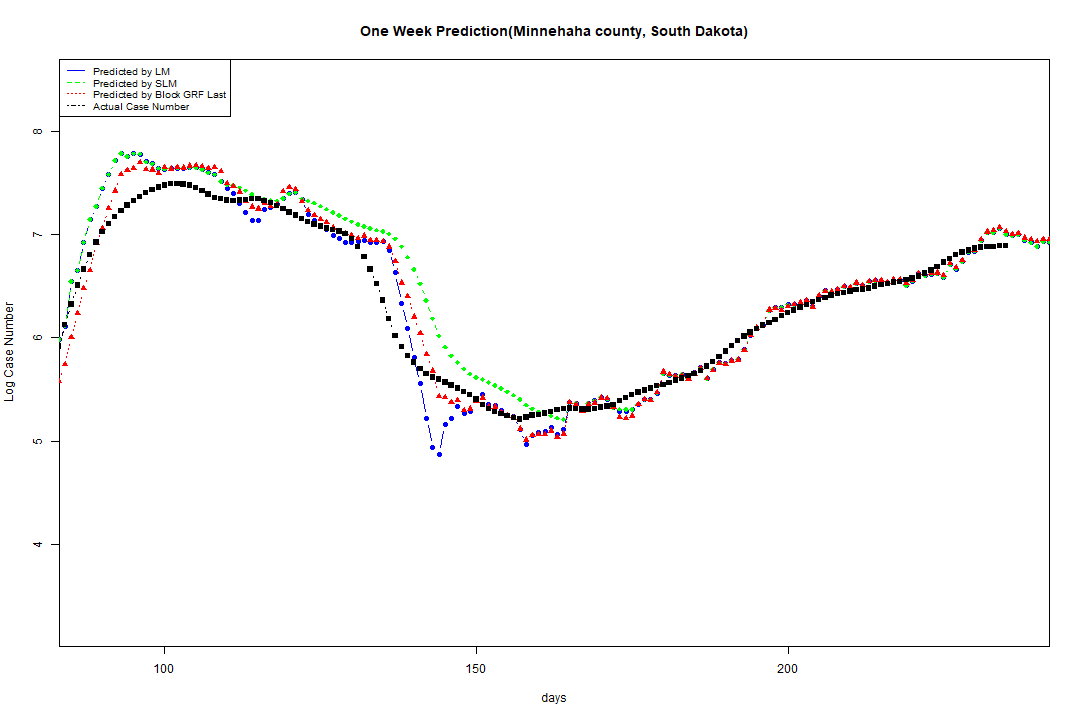 One Week Prediction(Minnehaha county, South Dakota)
Predicted by LM
Predicted by SLM
Predicted by Block GRF Last
Actual Case Number
8
7
6
5
4
Log Case Number
100
150
200
days